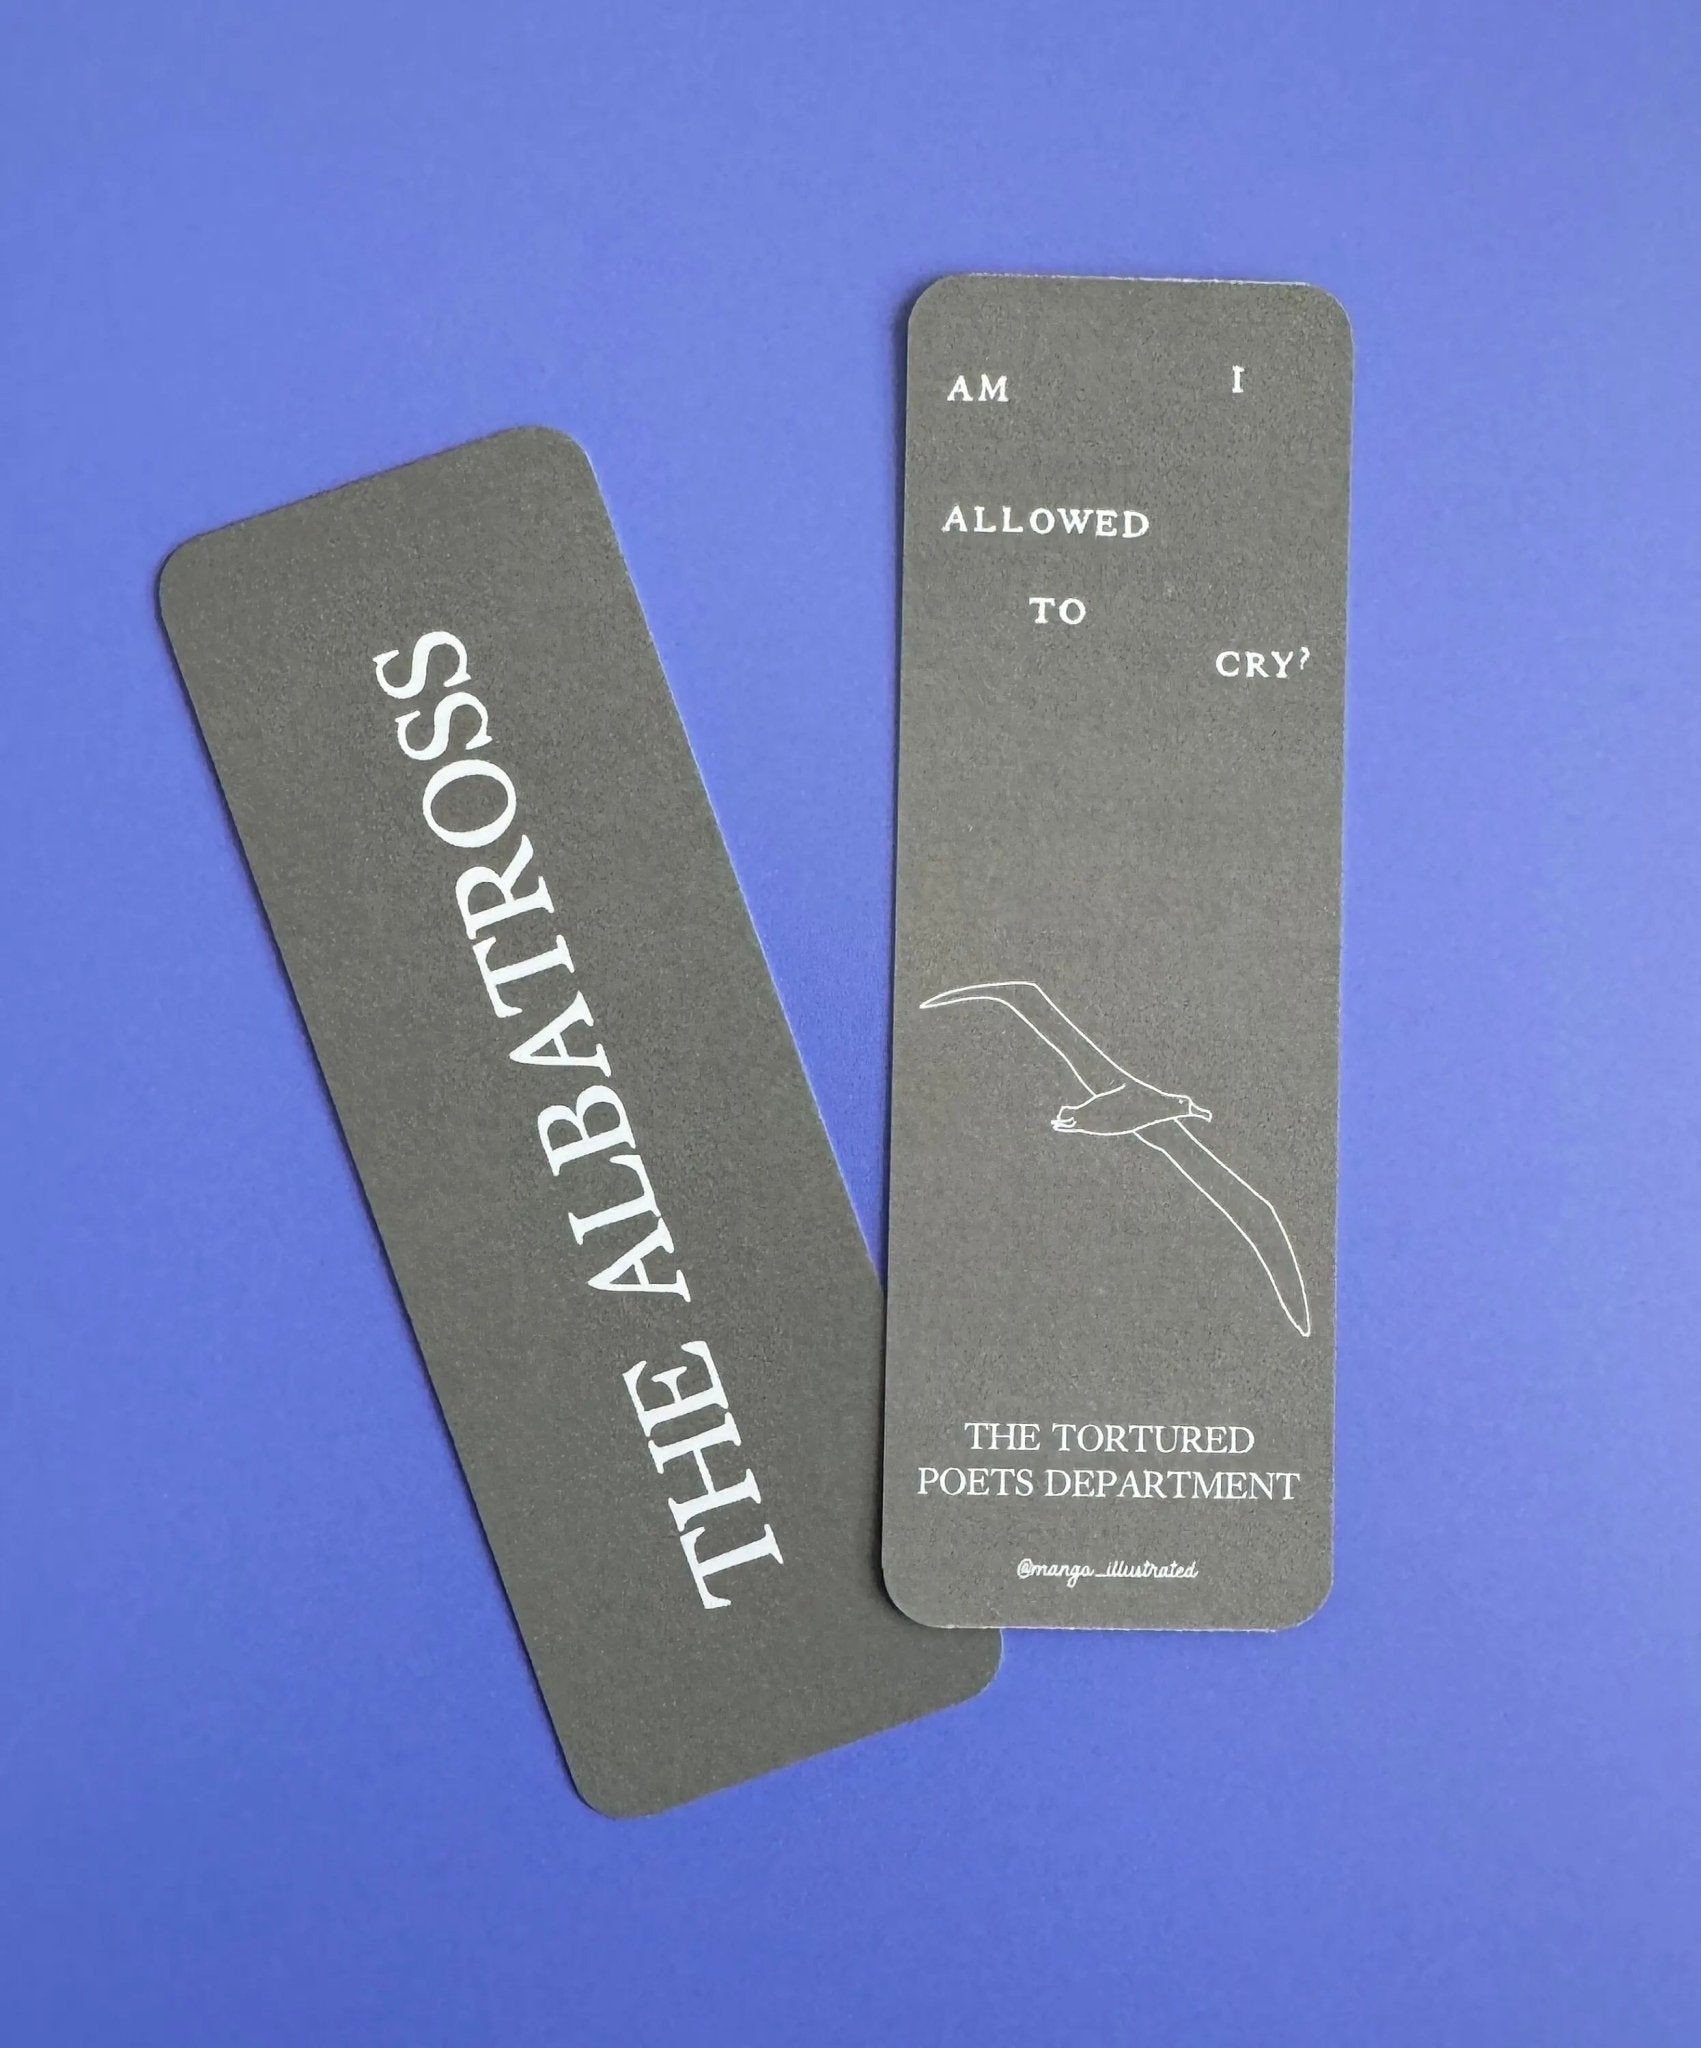 THE ALBATROSS
AM I
ALLOWED
TO
CRY?
THE TORTURED
POETS DEPARTMENT
@mango_illustrated